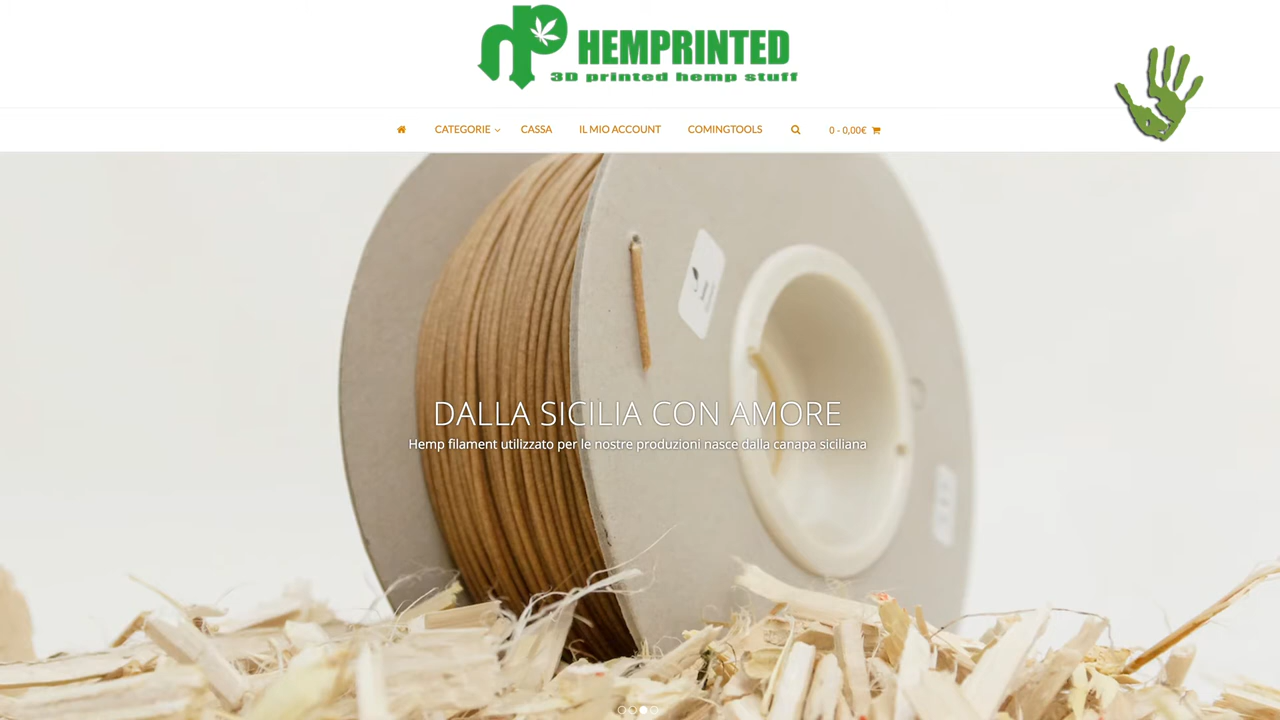 HEMPRINTED
3D printed hemp stuff
CATEGORIE
CASSA
IL MIO ACCOUNT
COMINGTOOLS
0 - 0,00€
DALLA SICILIA CON AMORE
Hemp filament utilizzato per le nostre produzioni nasce dalla canapa siciliana